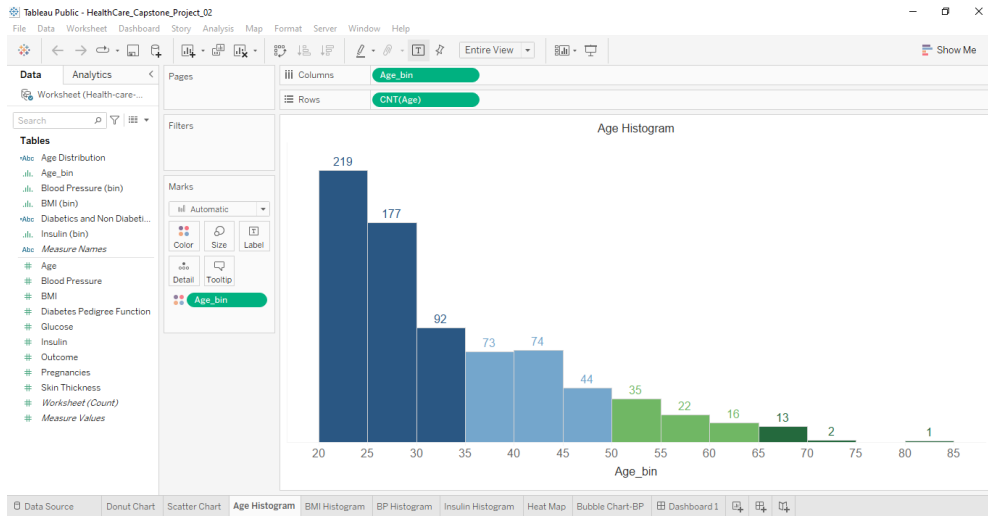 Tableau Public - HealthCare_Capstone_Project_02
File Data Worksheet Dashboard Story Analysis Map Format Server Window Help
Entire View
Show Me
Data Analytics
Worksheet (Health-care-...
Search
Tables
Abc Age Distribution
Age_bin
Blood Pressure (bin)
BMI (bin)
Abc Diabetics and Non Diabeti...
Insulin (bin)
Abc Measure Names
# Age
# Blood Pressure
# BMI
# Diabetes Pedigree Function
# Glucose
# Insulin
# Outcome
# Pregnancies
# Skin Thickness
# Worksheet (Count)
# Measure Values
Pages
Filters
Marks
Automatic
Color Size Label
Detail Tooltip
Age_bin
Columns Age_bin
Rows CNT(Age)
Age Histogram
219
177
92
73
74
44
35
22
16
13
2
1
20 25 30 35 40 45 50 55 60 65 70 75 80 85
Age_bin
Data Source Donut Chart Scatter Chart Age Histogram BMI Histogram BP Histogram Insulin Histogram Heat Map Bubble Chart-BP Dashboard 1